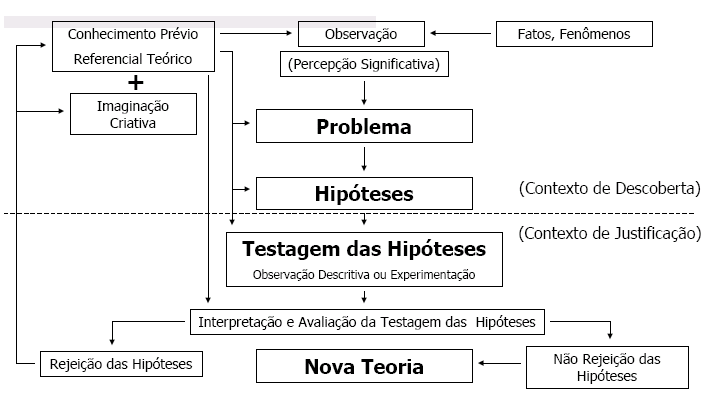 Conhecimento Prévio
Referencial Teórico
+
Imaginação
Criativa
Observação
(Percepção Significativa)
Fatos, Fenômenos
Problema
Hipóteses
(Contexto de Descoberta)
(Contexto de Justificação)
Testagem das Hipóteses
Observação Descritiva ou Experimentação
Interpretação e Avaliação da Testagem das Hipóteses
Rejeição das Hipóteses
Nova Teoria
Não Rejeição das
Hipóteses